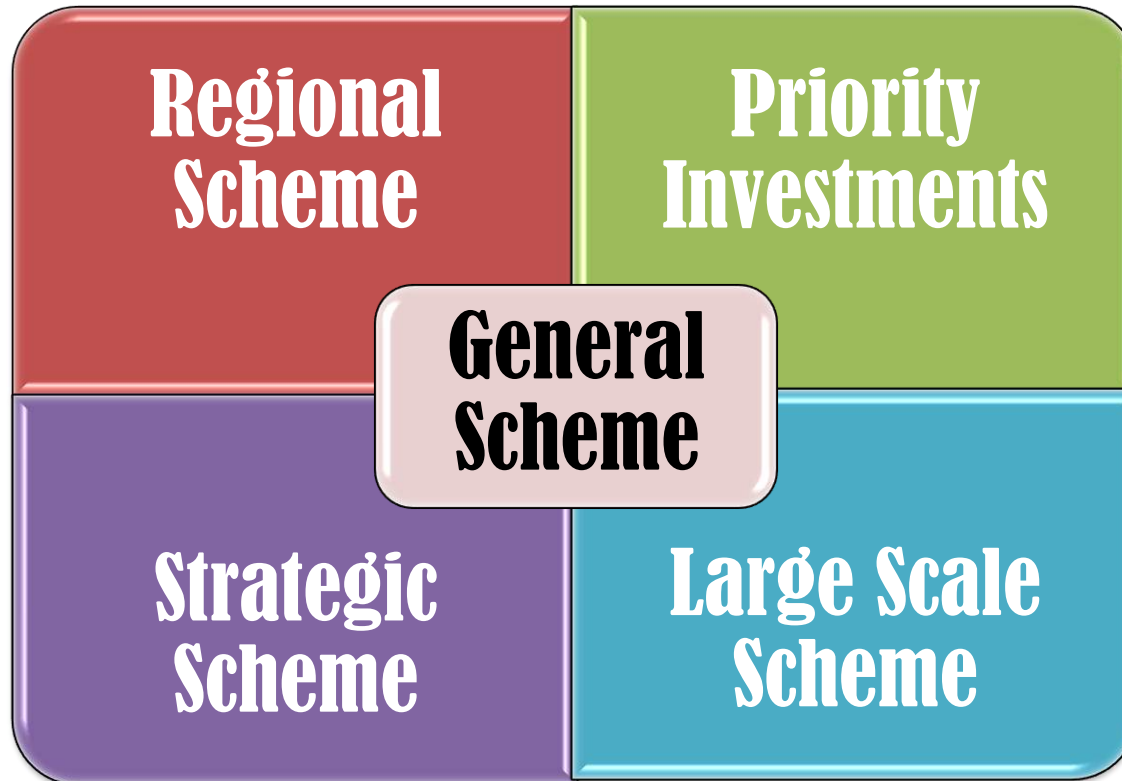 Regional
Scheme
Priority
Investments
General
Scheme
Strategic
Scheme
Large Scale
Scheme